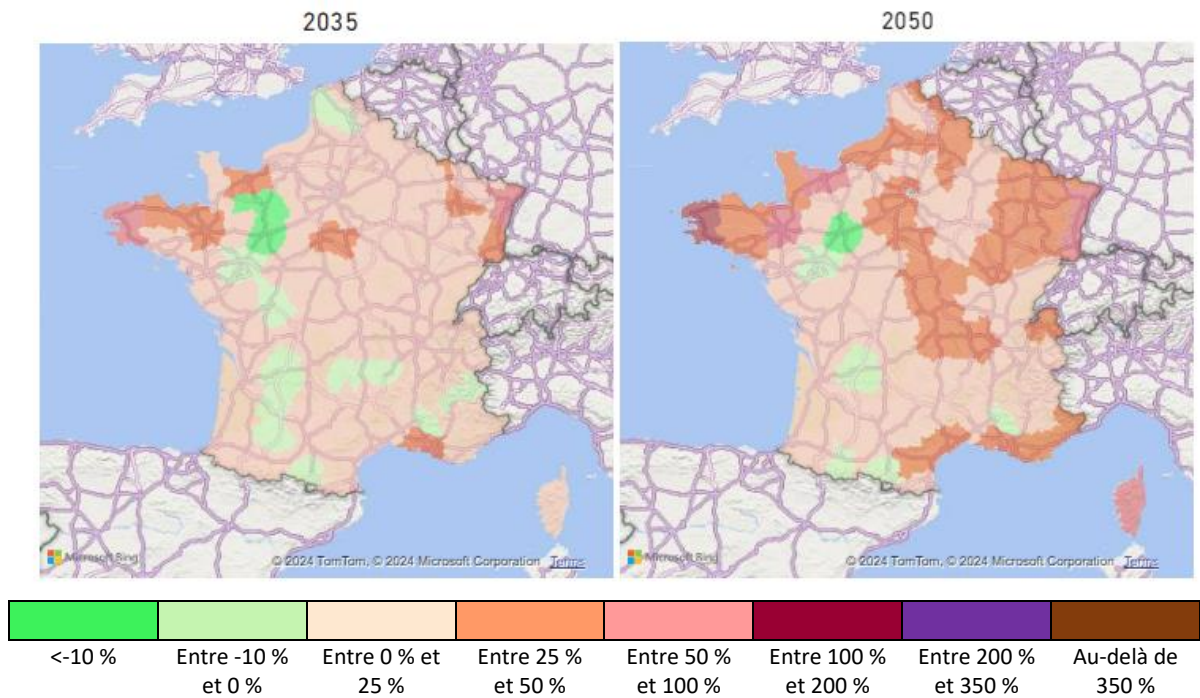 2035
2050
Microsoft Bing
© 2024 TomTom, © 2024 Microsoft Corporation Terms
Microsoft Bing
© 2024 TomTom, © 2024 Microsoft Corporation Terms
<-10 %
Entre -10 %
et 0 %
Entre 0 % et
25 %
Entre 25 %
et 50 %
Entre 50 %
et 100 %
Entre 100 %
et 200 %
Entre 200 %
et 350 %
Au-delà de
350 %